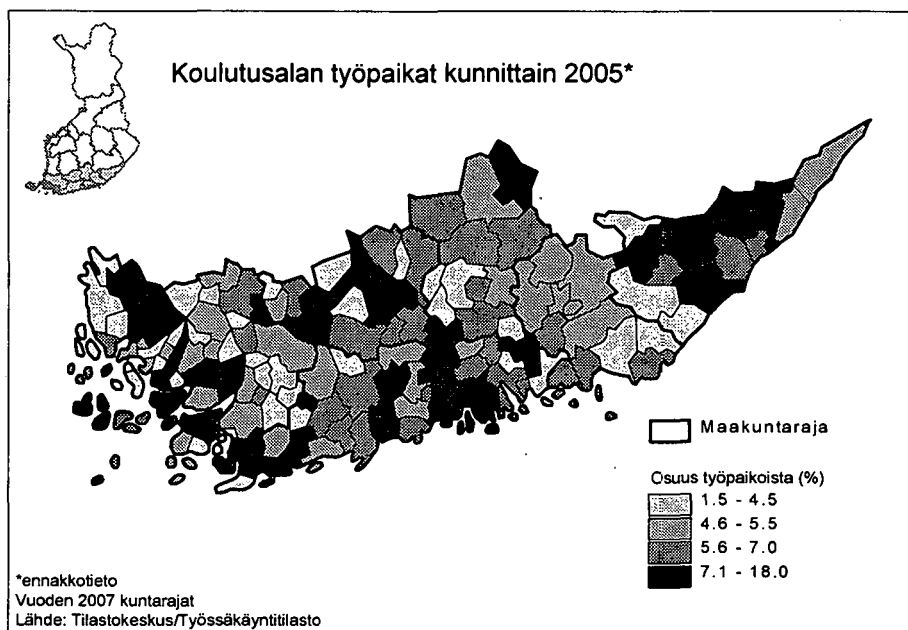 Koulutusalan työpaikat kunnittain 2005*
Maakuntaraja
Osuus työpaikoista (%)
1.5 - 4.5
4.6 - 5.5
5.6 - 7.0
7.1 - 18.0
*ennakkotieto
Vuoden 2007 kuntarajat
Lähde: Tilastokeskus/Työssäkäyntitilasto